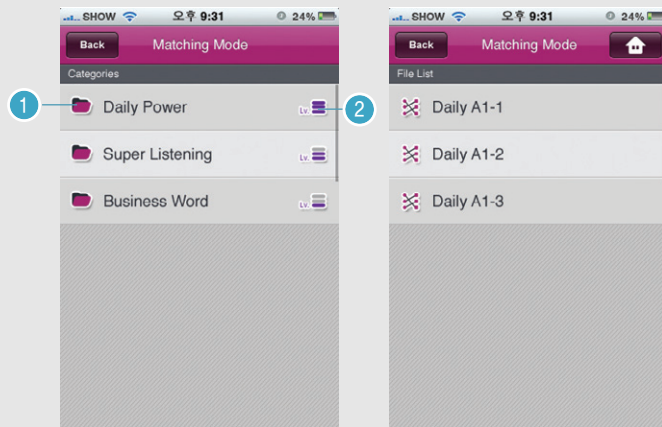 SHOW 오후 9:31 24%
Back Matching Mode
Categories
1 Daily Power Lv. 2
Super Listening Lv.
Business Word Lv.
SHOW 오후 9:31 24%
Back Matching Mode
File List
Daily A1-1
Daily A1-2
Daily A1-3